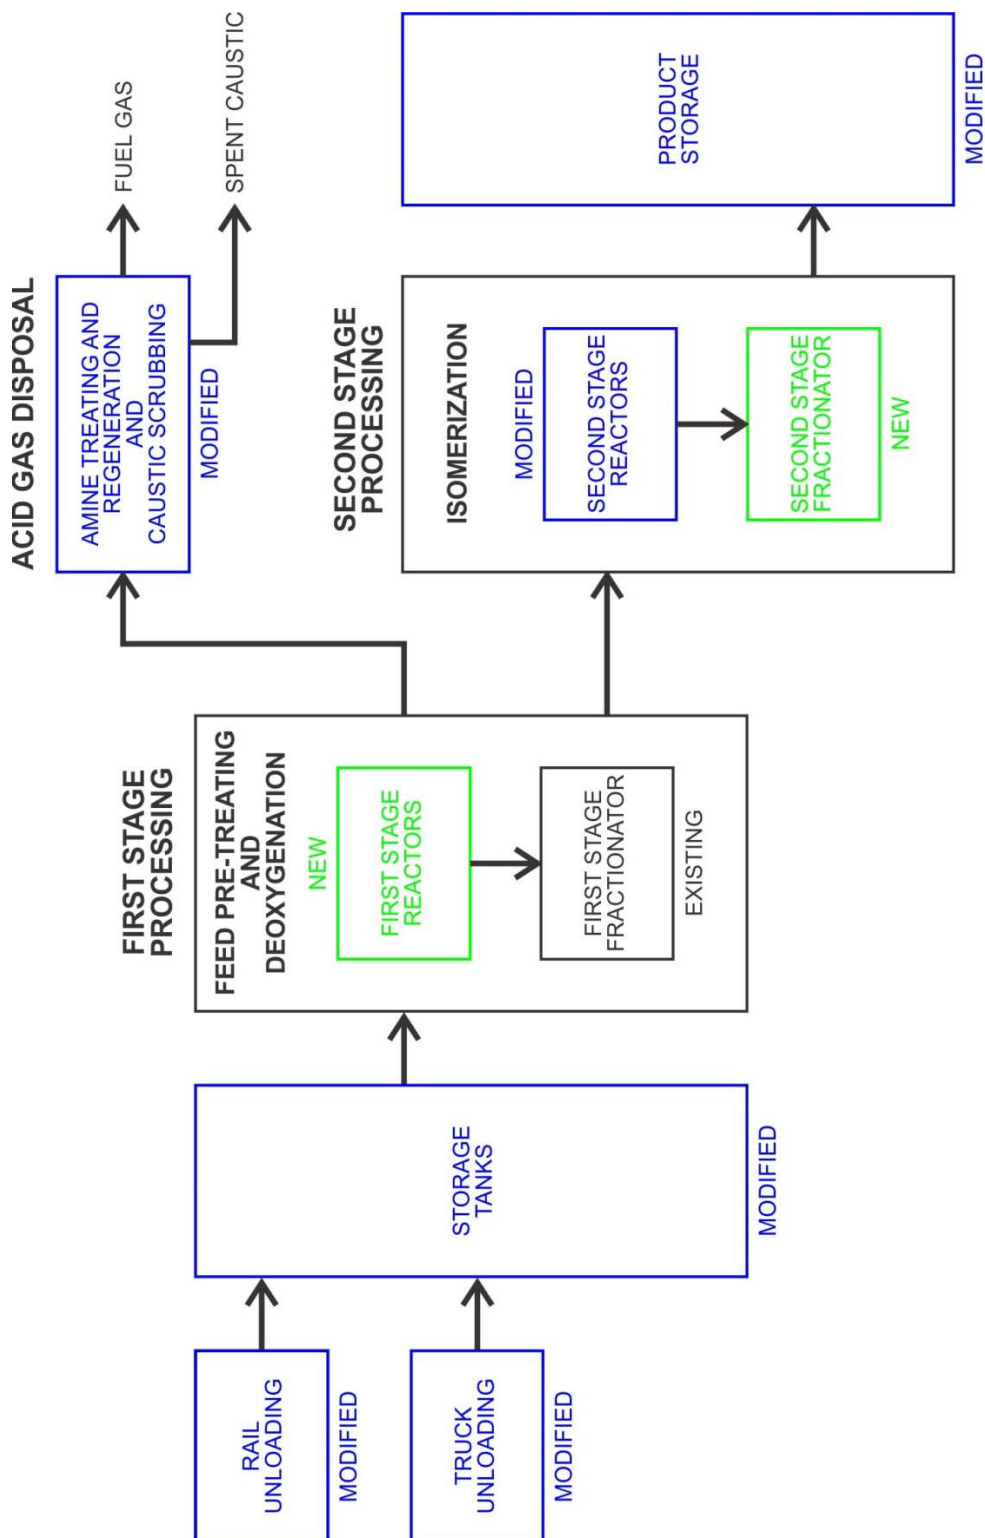 RAIL
UNLOADING
MODIFIED
TRUCK
UNLOADING
MODIFIED
STORAGE
TANKS
MODIFIED
FIRST STAGE
PROCESSING
FEED PRE-TREATING
AND
DEOXYGENATION
NEW
FIRST STAGE
REACTORS
FIRST STAGE
FRACTIONATOR
EXISTING
ACID GAS DISPOSAL
AMINE TREATING AND
REGENERATION
AND
CAUSTIC SCRUBBING
MODIFIED
FUEL GAS
SPENT CAUSTIC
SECOND STAGE
PROCESSING
ISOMERIZATION
MODIFIED
SECOND STAGE
REACTORS
SECOND STAGE
FRACTIONATOR
NEW
PRODUCT
STORAGE
MODIFIED